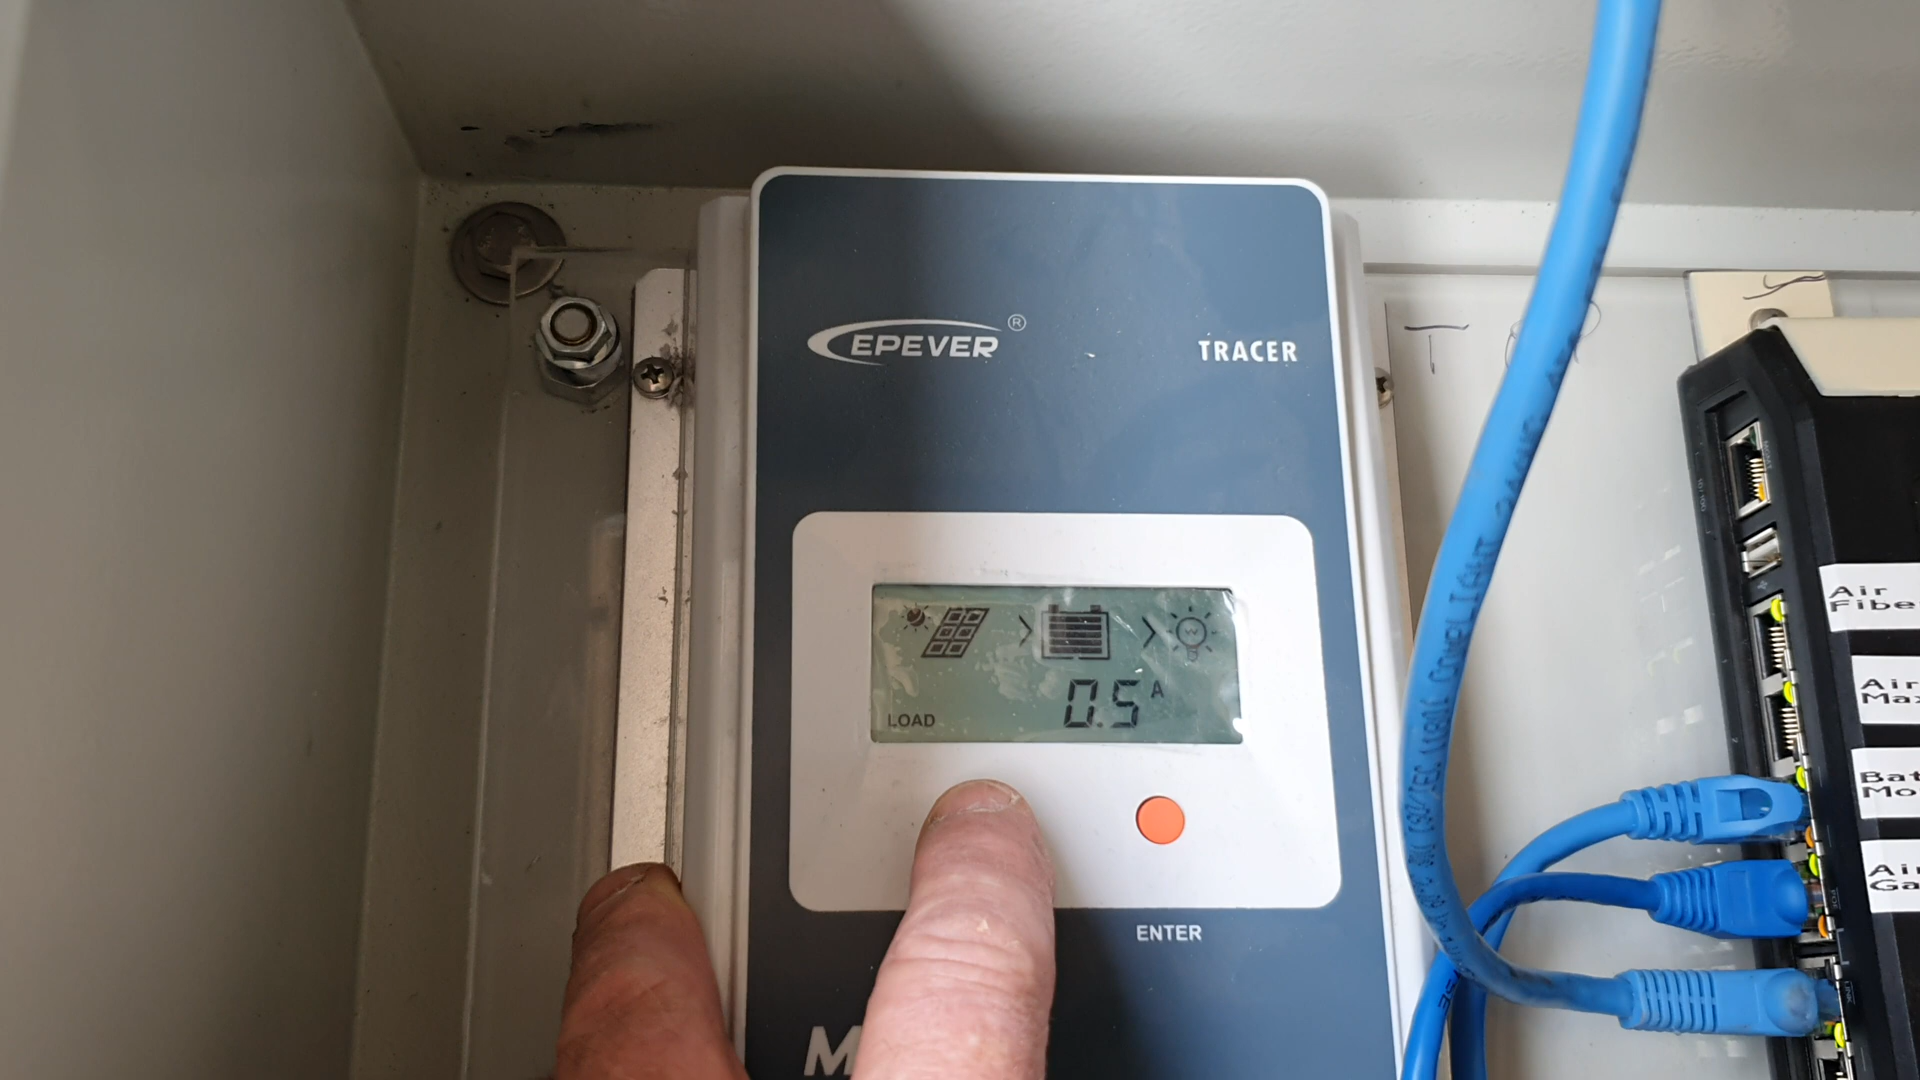 EPEVER ®
TRACER
0.5 A
LOAD
ENTER
M
Air
Fibe
Air
Max
Bat
Mo
Air
Ga